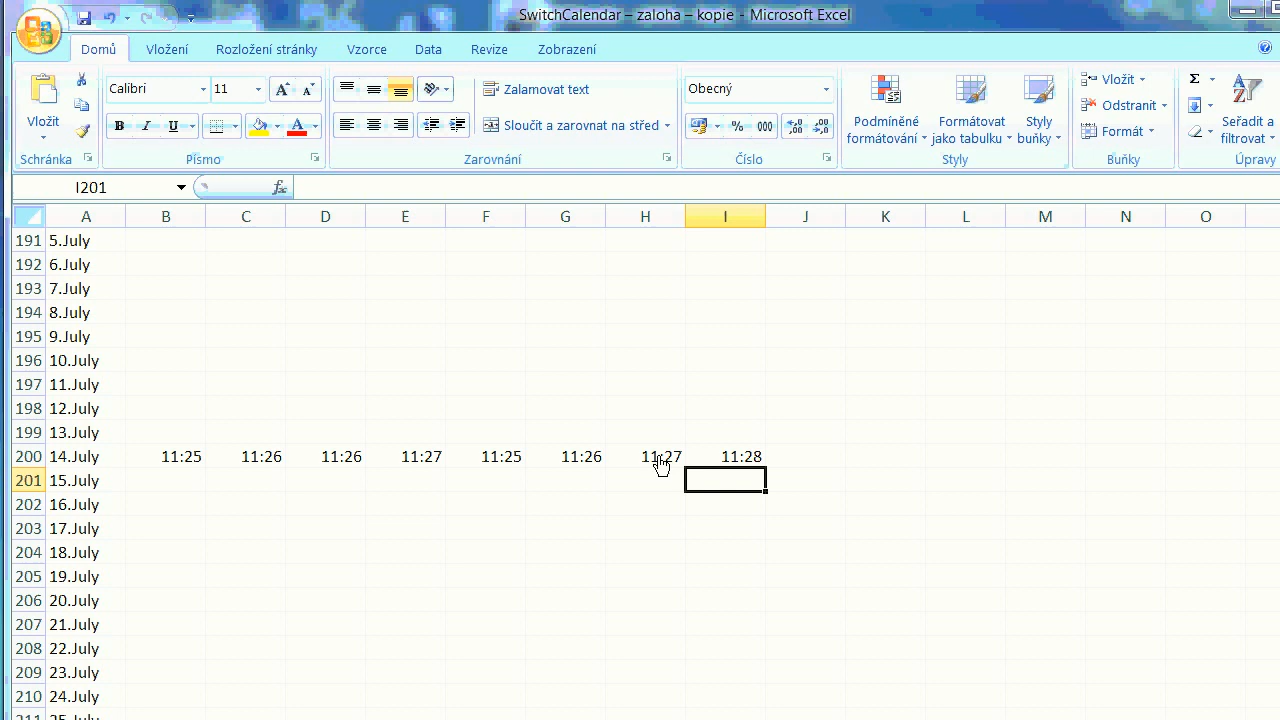 SwitchCalendar – zaloha – kopie - Microsoft Excel
Domů Vložení Rozložení stránky Vzorce Data Revize Zobrazení
Calibri 11 Zalamovat text Obecný Vložit Σ
Vložit Podmíněné formátování Formátovat jako tabulku Styly buňky Odstranit Seřadit a filtrovat
B I U A Sloučit a zarovnat na střed % 000 Formát
Schránka Písmo Zarovnání Číslo Styly Buňky Úpravy
I201 fx
A B C D E F G H I J K L M N O
191 5.July
192 6.July
193 7.July
194 8.July
195 9.July
196 10.July
197 11.July
198 12.July
199 13.July
200 14.July 11:25 11:26 11:26 11:27 11:25 11:26 11:27 11:28
201 15.July
202 16.July
203 17.July
204 18.July
205 19.July
206 20.July
207 21.July
208 22.July
209 23.July
210 24.July
211 25.July